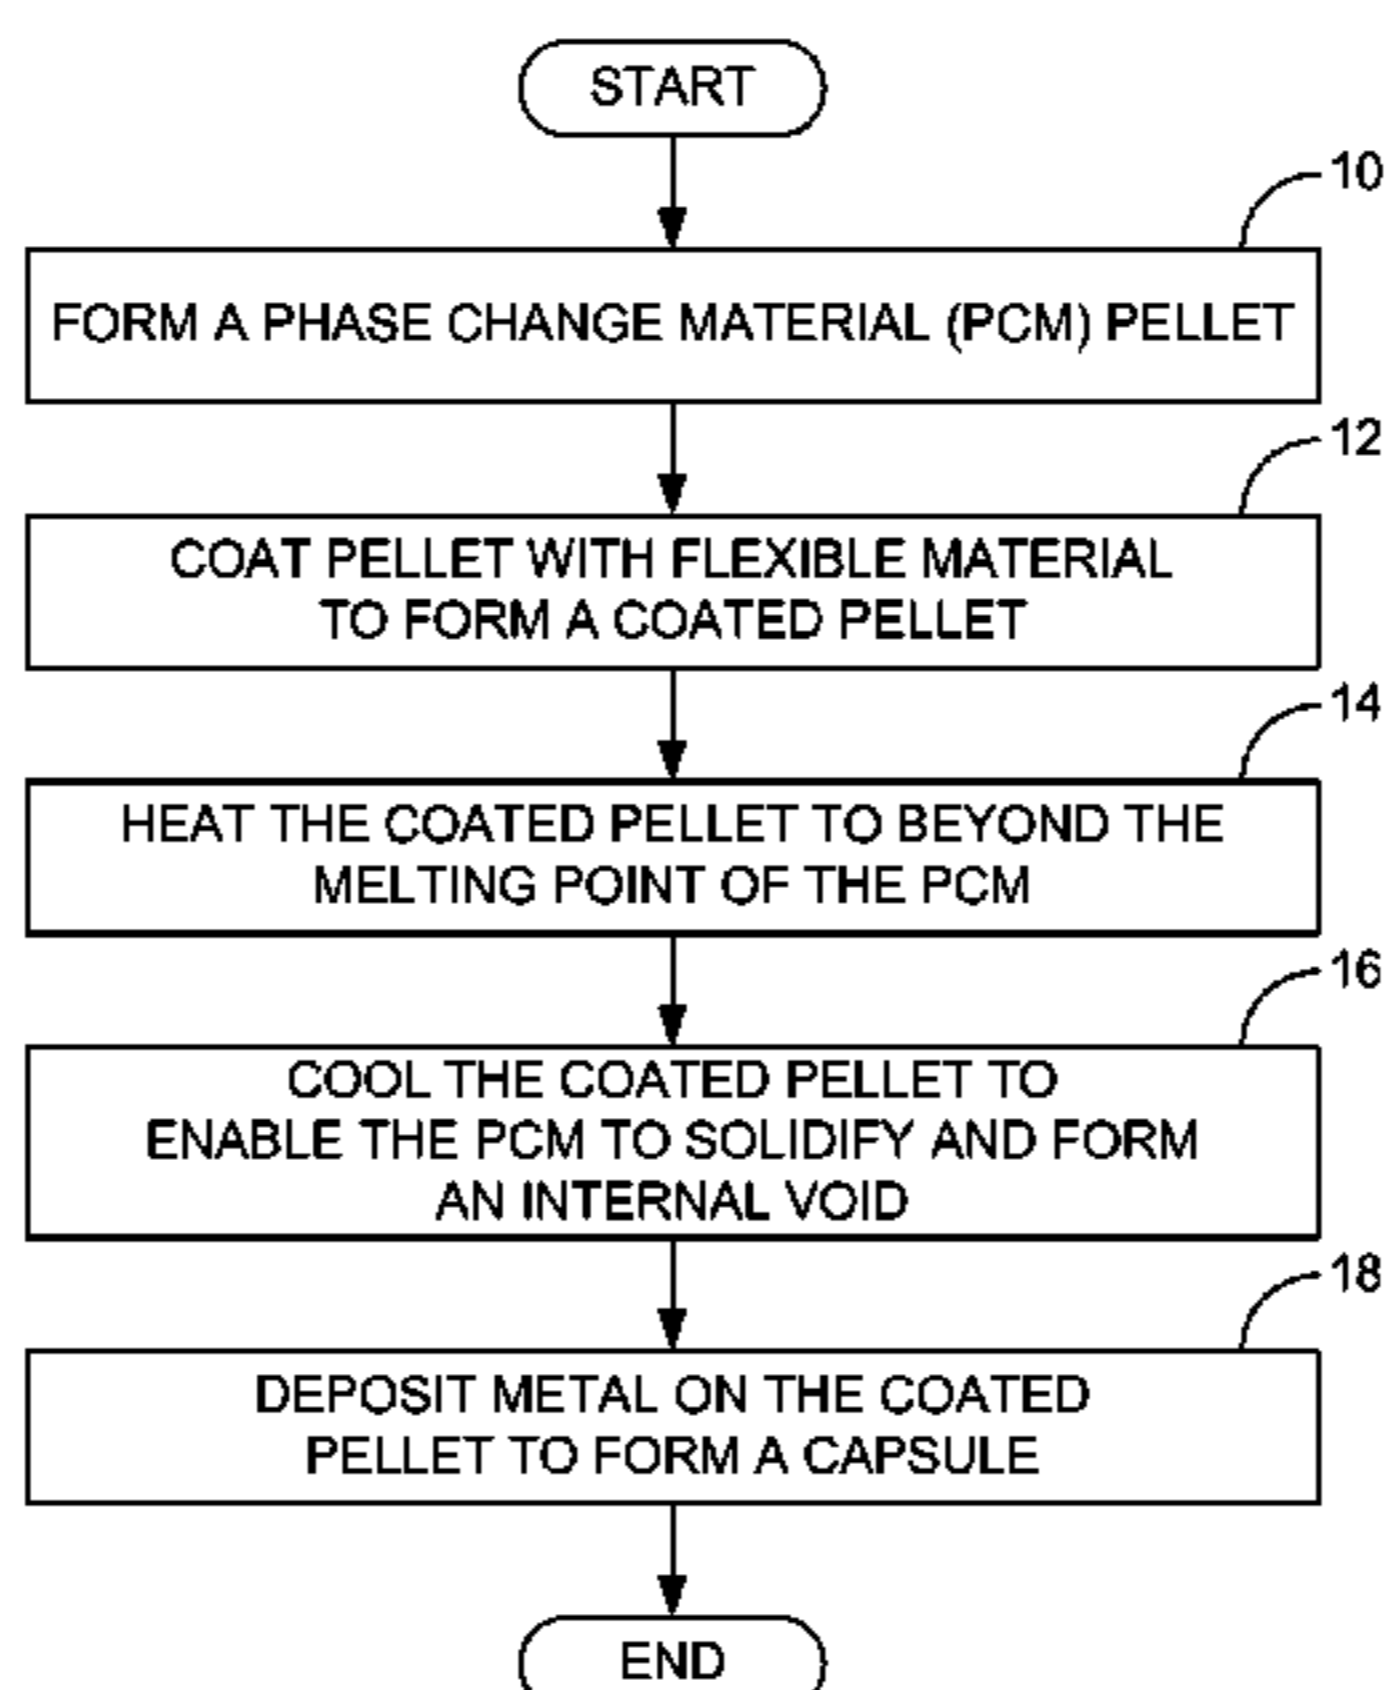 START
10
FORM A PHASE CHANGE MATERIAL (PCM) PELLET
12
COAT PELLET WITH FLEXIBLE MATERIAL
TO FORM A COATED PELLET
14
HEAT THE COATED PELLET TO BEYOND THE
MELTING POINT OF THE PCM
16
COOL THE COATED PELLET TO
ENABLE THE PCM TO SOLIDIFY AND FORM
AN INTERNAL VOID
18
DEPOSIT METAL ON THE COATED
PELLET TO FORM A CAPSULE
END